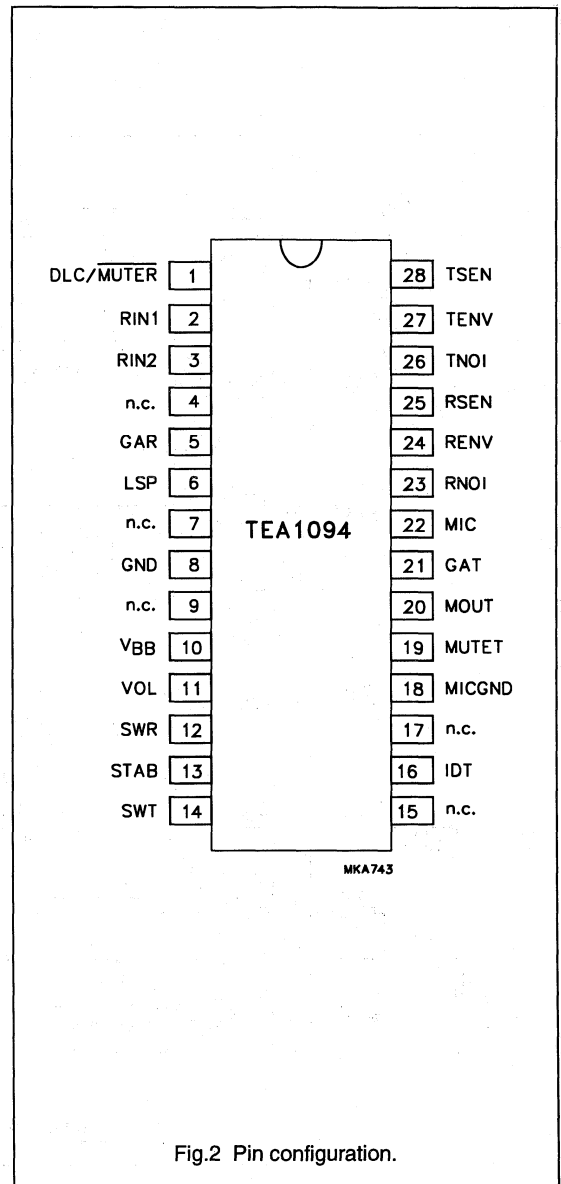 DLC/MUTER 1 28 TSEN
RIN1 2 27 TENV
RIN2 3 26 TNOI
n.c. 4 25 RSEN
GAR 5 24 RENV
LSP 6 23 RNOI
n.c. 7 22 MIC
TEA1094
GND 8 21 GAT
n.c. 9 20 MOUT
VBB 10 19 MUTET
VOL 11 18 MICGND
SWR 12 17 n.c.
STAB 13 16 IDT
SWT 14 15 n.c.
MKA743
Fig.2 Pin configuration.